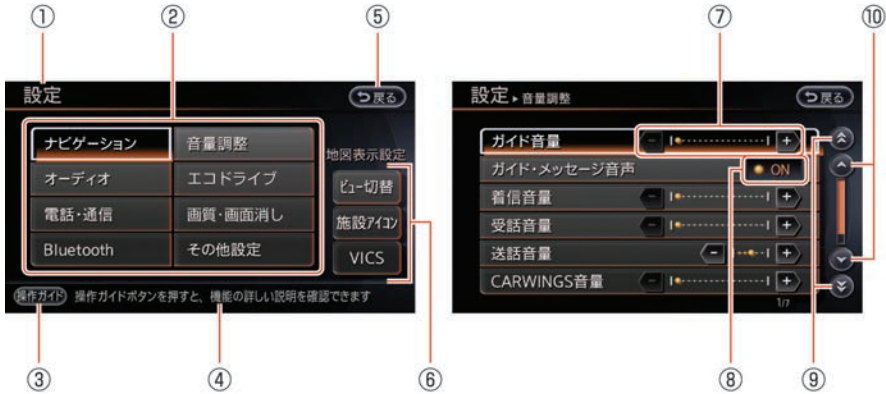 ① ② ⑤ ⑦ ⑩
設定
戻る
ナビゲーション 音量調整
オーディオ エコドライブ
電話・通信 画質・画面消し
Bluetooth その他設定
地図表示設定
ビュー切替
施設アイコン
VICS
操作ガイド 操作ガイドボタンを押すと、機能の詳しい説明を確認できます
設定 ▶ 音量調整
戻る
ガイド音量 - +
ガイド・メッセージ音声 ON
着信音量 - +
受話音量 - +
送話音量 - +
CARWINGS音量 - +
1/7
③ ④ ⑥ ⑧ ⑨